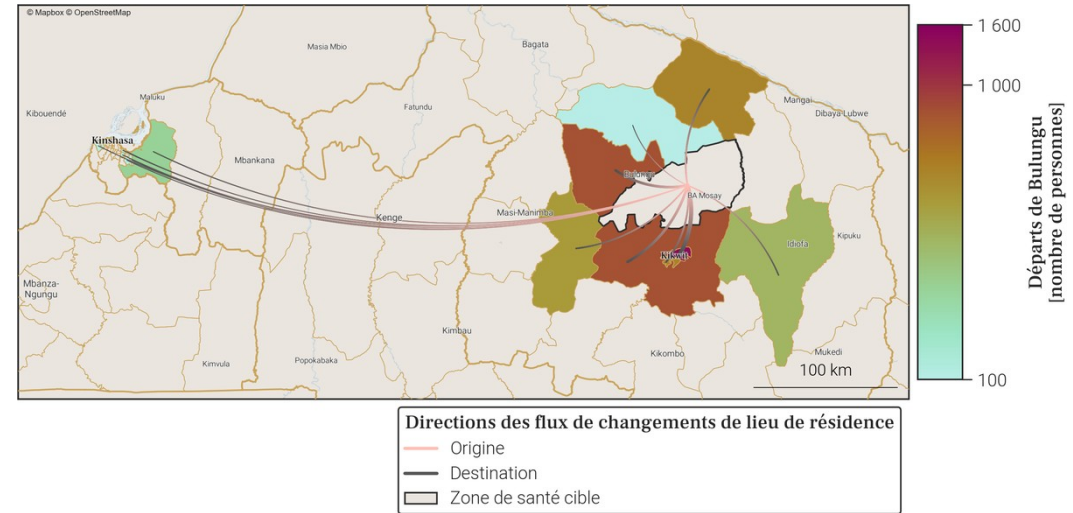 © Mapbox © OpenStreetMap
Masia Mbio
Bagata
Kibouendé
Maluku
Fatundu
Mangai
Dibaya-Lubwe
Kinshasa
Mbankana
BA Mosay
Masi-Manimba
Kenge
Idiofa
Kipuku
Kikwit
Mbanza-
Ngungu
Kimbau
Kimvula
Popokabaka
Kikombo
Mukedi
100 km
1 600
1 000
100
Départs de Bulungu
[nombre de personnes]
Directions des flux de changements de lieu de résidence
Origine
Destination
Zone de santé cible